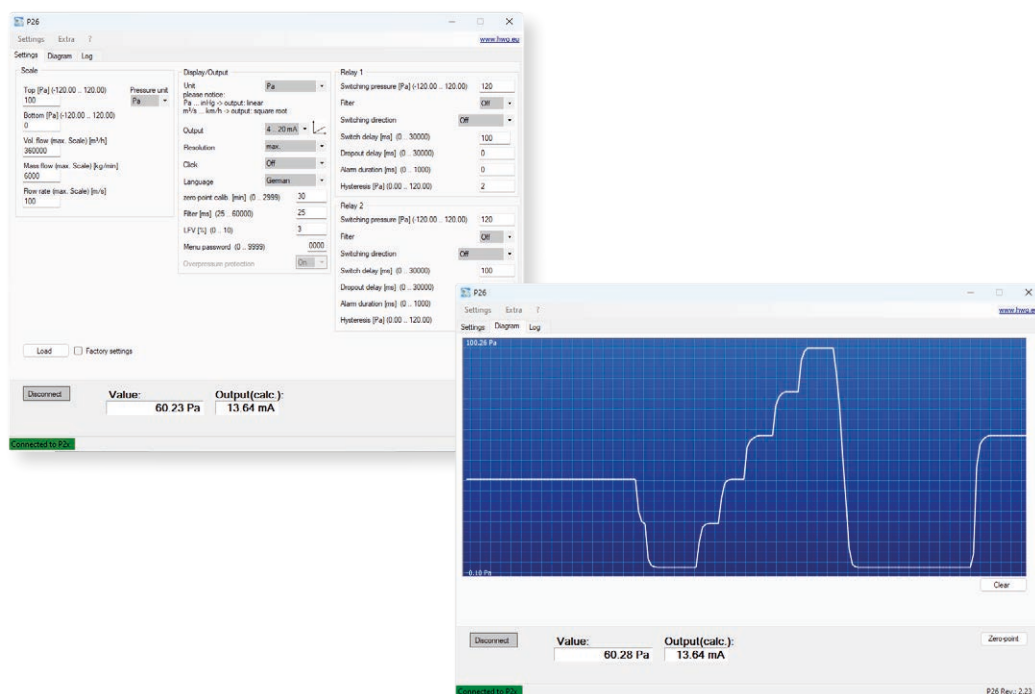 P26
Settings Extra ?
www.hwg.eu
Settings Diagram Log
Scale
Top [Pa] (-120.00 .. 120.00) Pressure unit
100 Pa
Bottom [Pa] (-120.00 .. 120.00)
0
Vol. flow (max. Scale) [m³/h]
360000
Mass flow (max. Scale) [kg/min]
6000
Flow rate (max. Scale) [m/s]
100
Display/Output
Unit Pa
please notice:
Pa ... inHg -> output: linear
m³/s ... km/h -> output: square root
Output 4 .. 20 mA
Resolution max.
Click Off
Language German
zero point calib. [min] (0 .. 2999) 30
Filter [ms] (25 .. 60000) 25
LFV [%] (0 .. 10) 3
Menu password (0 .. 9999) 0000
Overpressure protection On
Relay 1
Switching pressure [Pa] (-120.00 .. 120.00) 120
Filter Off
Switching direction Off
Switch delay [ms] (0 .. 30000) 100
Dropout delay [ms] (0 .. 30000) 0
Alarm duration [ms] (0 .. 1000) 0
Hysteresis [Pa] (0.00 .. 120.00) 2
Relay 2
Switching pressure [Pa] (-120.00 .. 120.00) 120
Filter Off
Switching direction Off
Switch delay [ms] (0 .. 30000) 100
Dropout delay [ms] (0 .. 30000)
Alarm duration [ms] (0 .. 1000)
Hysteresis [Pa] (0.00 .. 120.00)
Load Factory settings
Disconnect
Value: Output(calc.):
60.23 Pa 13.64 mA
Connected to P2x
P26
Settings Extra ?
www.hwg.e
Settings Diagram Log
100.26 Pa
-0.10 Pa
Clear
Disconnect
Value: Output(calc.):
60.28 Pa 13.64 mA
Zero-point
Connected to P2x
P26 Rev.: 2.23